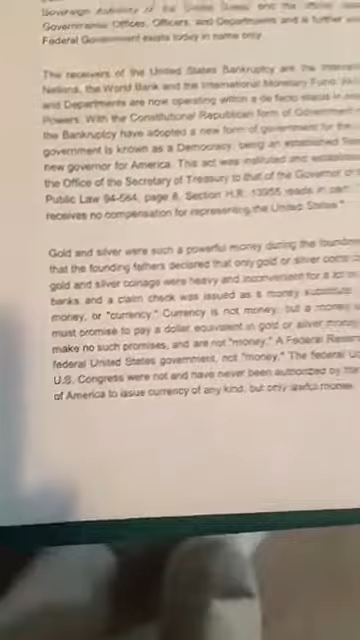 Sovereign Authority of the United States and the official
Governmental Offices, Officers, and Departments and is further
Federal Government exists today in name only.
The receivers of the United States Bankruptcy are the
Nations, the World Bank and the International Monetary Fund.
and Departments are now operating within a de facto status in
Powers. With the Constitutional Republican form of Government
the Bankruptcy have adopted a new form of government for the
government is known as a Democracy, being an established
new governor for America. This act was instituted and
the Office of the Secretary of Treasury to that of the Governor of
Public Law 94-564, page 8, Section H.R. 13955 reads in part:
receives no compensation for representing the United States."
Gold and silver were such a powerful money during the
that the founding fathers declared that only gold or silver
gold and silver coinage were heavy and inconvenient for a lot
banks and a claim check was issued as a money substitute
money, or "currency." Currency is not money, but a money
must promise to pay a dollar equivalent in gold or silver
make no such promises, and are not "money." A Federal
federal United States government, not "money." The federal
U.S. Congress were not and have never been authorized by
of America to issue currency of any kind, but only lawful money